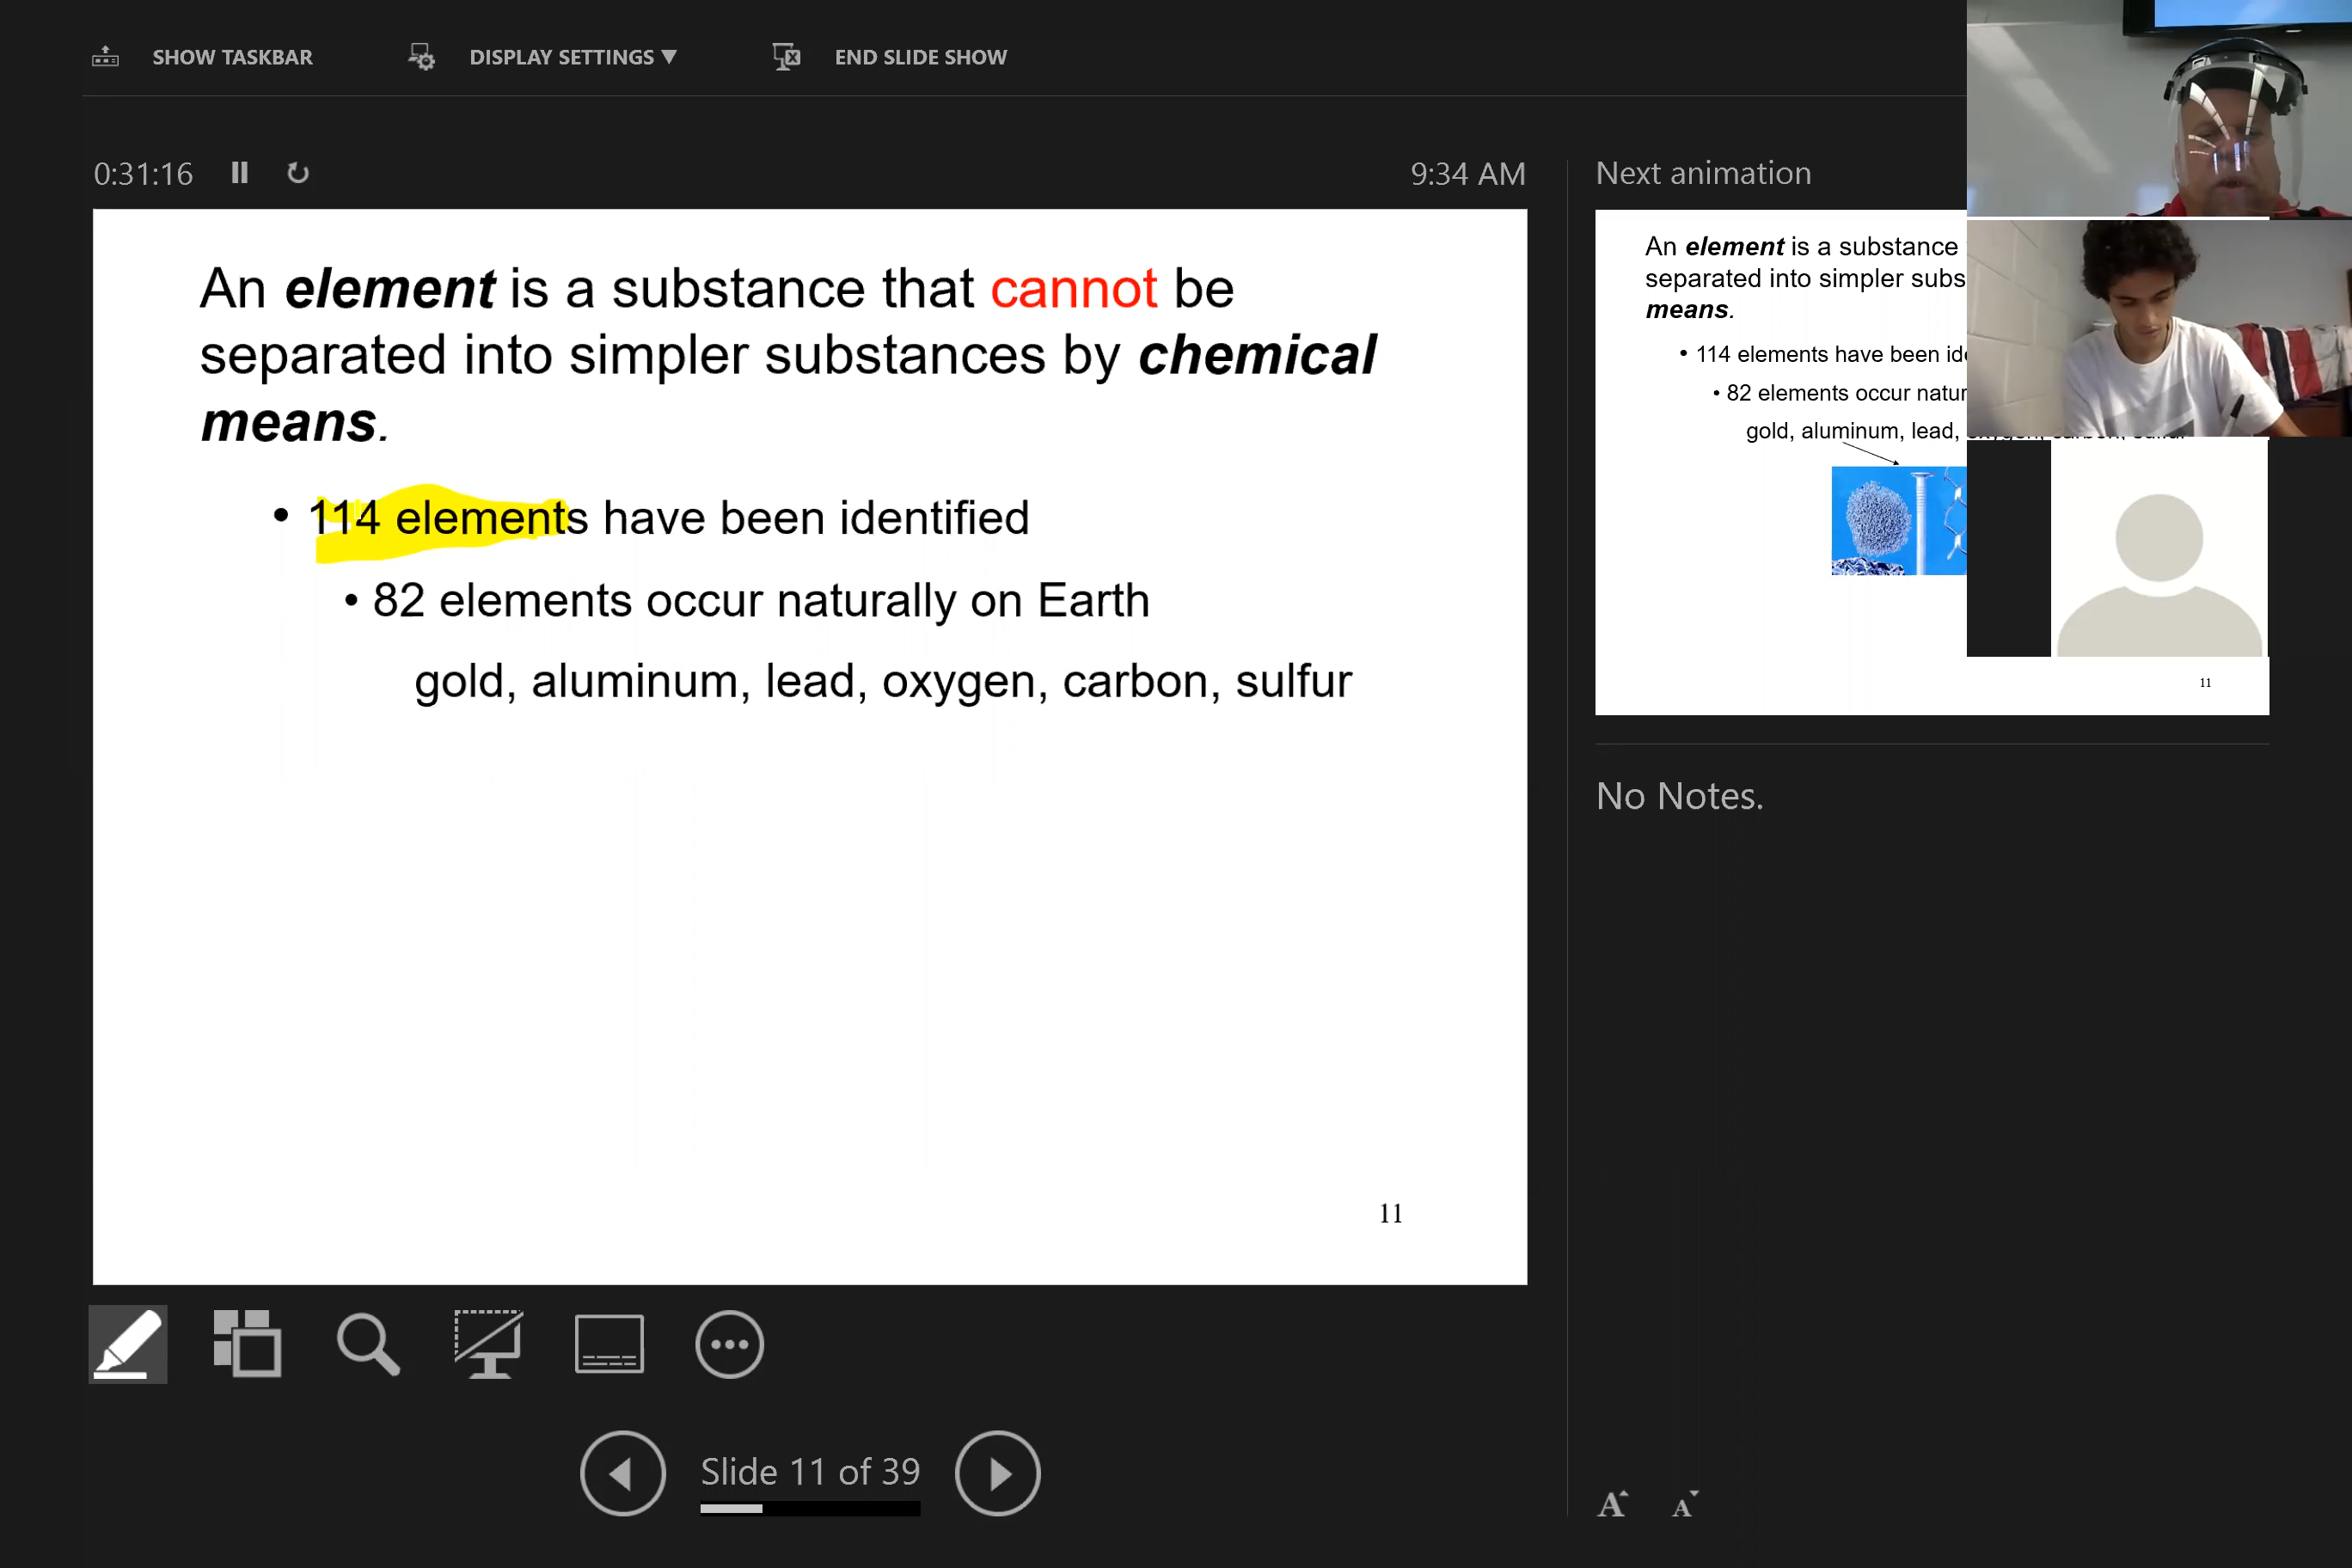 SHOW TASKBAR
DISPLAY SETTINGS ▼
END SLIDE SHOW
0:31:16
9:34 AM
An element is a substance that cannot be
separated into simpler substances by chemical
means.
• 114 elements have been identified
• 82 elements occur naturally on Earth
gold, aluminum, lead, oxygen, carbon, sulfur
11
Slide 11 of 39
Next animation
An element is a substance
separated into simpler subs
means.
• 114 elements have been ide
• 82 elements occur natur
gold, aluminum, lead,
11
No Notes.
A A